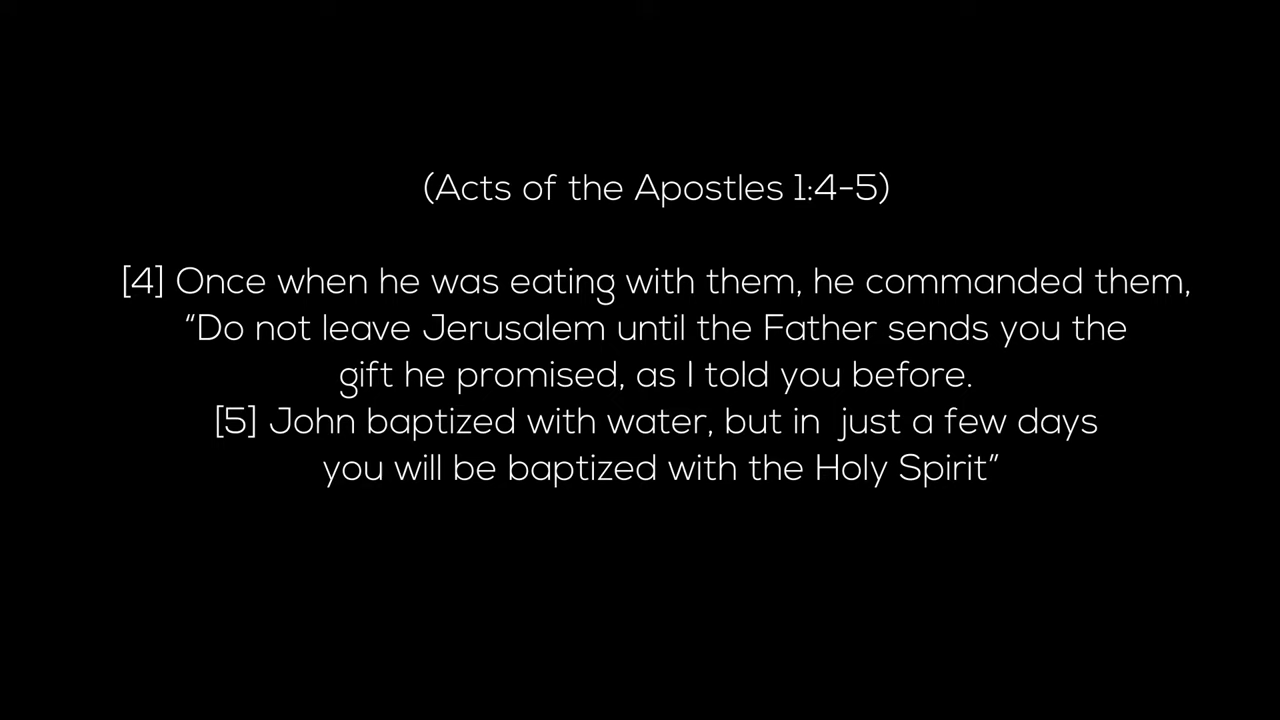 (Acts of the Apostles 1:4-5)
[4] Once when he was eating with them, he commanded them,
“Do not leave Jerusalem until the Father sends you the
gift he promised, as I told you before.
[5] John baptized with water, but in  just a few days
you will be baptized with the Holy Spirit”